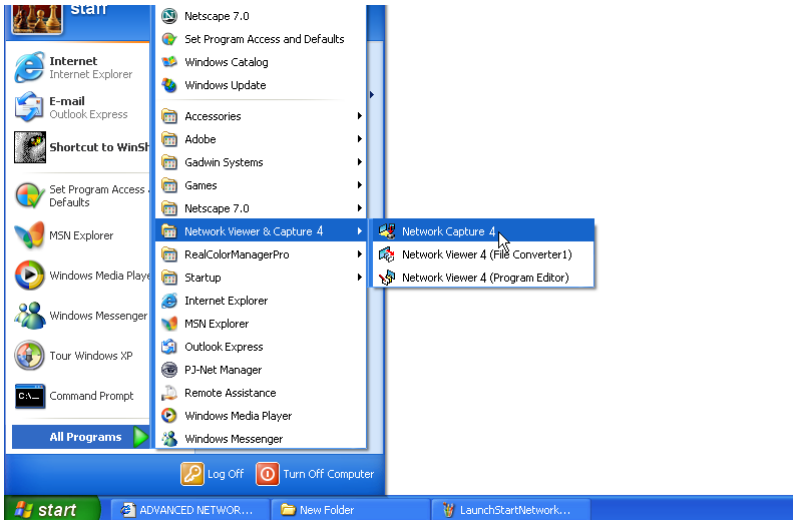 staff
Internet
Internet Explorer
E-mail
Outlook Express
Shortcut to WinSh
Set Program Access
Defaults
MSN Explorer
Windows Media Playe
Windows Messenger
Tour Windows XP
Command Prompt
All Programs
Netscape 7.0
Set Program Access and Defaults
Windows Catalog
Windows Update
Accessories
Adobe
Gadwin Systems
Games
Netscape 7.0
Network Viewer & Capture 4
RealColorManagerPro
Startup
Internet Explorer
MSN Explorer
Outlook Express
PJ-Net Manager
Remote Assistance
Windows Media Player
Windows Messenger
Network Capture 4
Network Viewer 4 (File Converter1)
Network Viewer 4 (Program Editor)
Log Off
Turn Off Computer
start
ADVANCED NETWOR...
New Folder
LaunchStartNetwork...